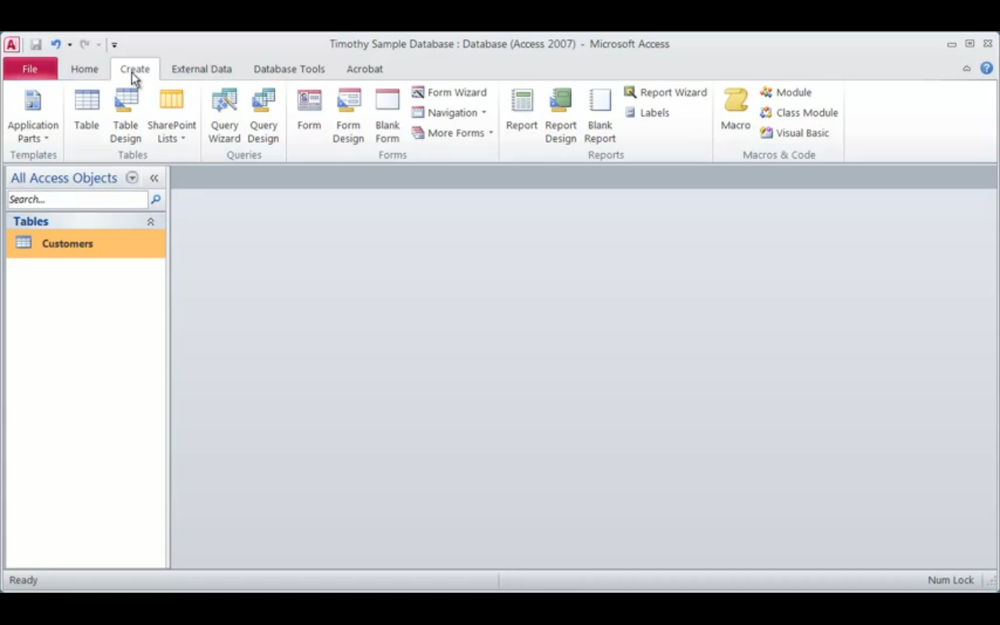 Timothy Sample Database : Database (Access 2007) - Microsoft Access
File Home Create External Data Database Tools Acrobat
Application Parts
Table
Table Design
SharePoint Lists
Query Wizard
Query Design
Form
Form Design
Blank Form
Form Wizard
Navigation
More Forms
Report
Report Design
Blank Report
Report Wizard
Labels
Macro
Module
Class Module
Visual Basic
Templates Tables Queries Forms Reports Macros & Code
All Access Objects
Search...
Tables
Customers
Ready Num Lock